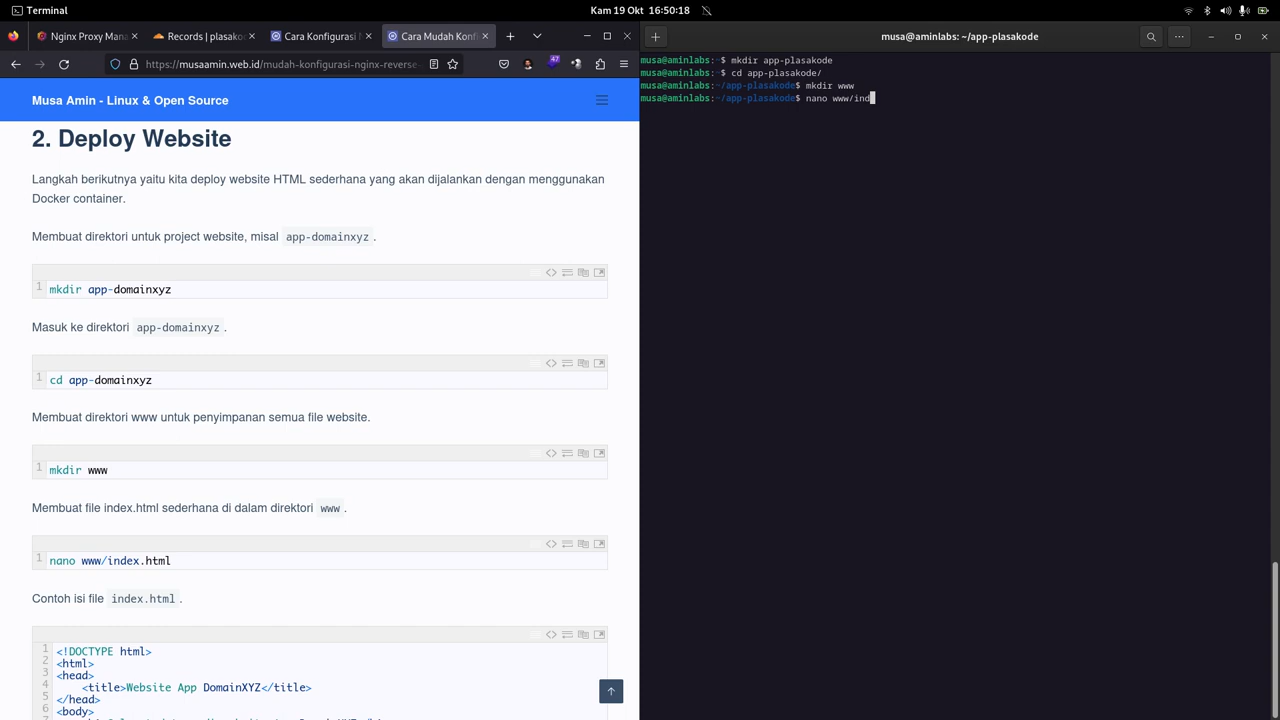 Terminal
Kam 19 Okt 16:50:18
Nginx Proxy Mana
Records | plasakod
Cara Konfigurasi N
Cara Mudah Konfi
https://musaamin.web.id/mudah-konfigurasi-nginx-reverse-
47
Musa Amin - Linux & Open Source
2. Deploy Website
Langkah berikutnya yaitu kita deploy website HTML sederhana yang akan dijalankan dengan menggunakan
Docker container.
Membuat direktori untuk project website, misal app-domainxyz.
1 mkdir app-domainxyz
Masuk ke direktori app-domainxyz.
1 cd app-domainxyz
Membuat direktori www untuk penyimpanan semua file website.
1 mkdir www
Membuat file index.html sederhana di dalam direktori www.
1 nano www/index.html
Contoh isi file index.html.
1 <!DOCTYPE html>
2 <html>
3 <head>
4 <title>Website App DomainXYZ</title>
5 </head>
6 <body>
musa@aminlabs: ~/app-plasakode
musa@aminlabs:~$ mkdir app-plasakode
musa@aminlabs:~$ cd app-plasakode/
musa@aminlabs:~/app-plasakode$ mkdir www
musa@aminlabs:~/app-plasakode$ nano www/ind